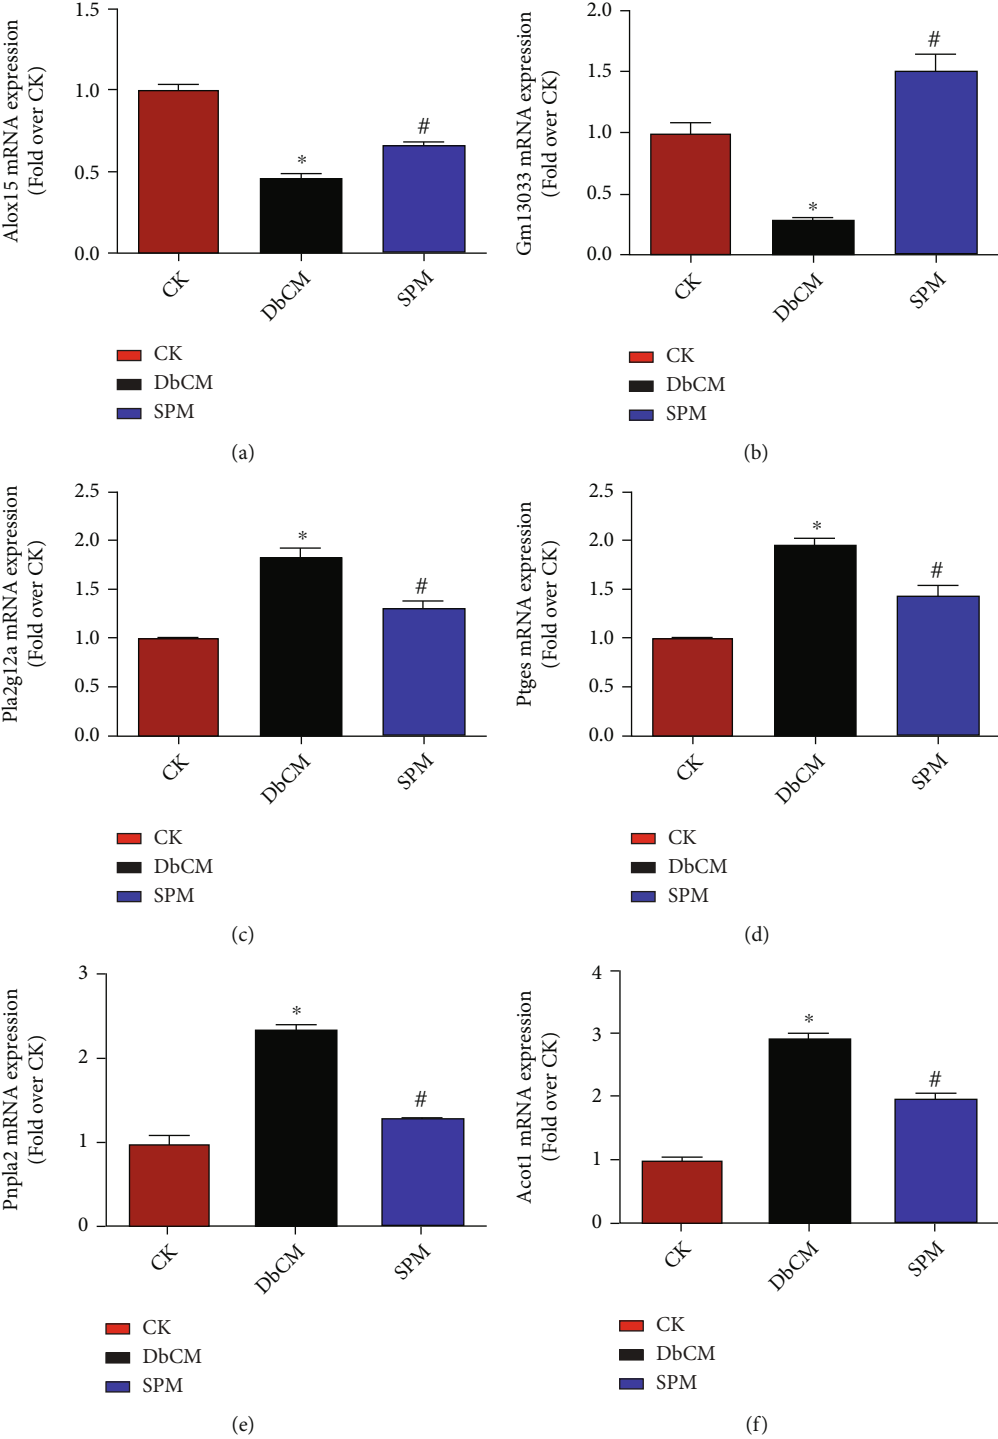 Alox15 mRNA expression
(Fold over CK)
1.5
1.0
0.5
0.0
*
#
CK
DbCM
SPM
CK
DbCM
SPM
(a)
Gm13033 mRNA expression
(Fold over CK)
2.0
1.5
1.0
0.5
0.0
*
#
CK
DbCM
SPM
CK
DbCM
SPM
(b)
Pla2g12a mRNA expression
(Fold over CK)
2.5
2.0
1.5
1.0
0.5
0.0
*
#
CK
DbCM
SPM
CK
DbCM
SPM
(c)
Ptges mRNA expression
(Fold over CK)
2.5
2.0
1.5
1.0
0.5
0.0
*
#
CK
DbCM
SPM
CK
DbCM
SPM
(d)
Pnpla2 mRNA expression
(Fold over CK)
3
2
1
0
*
#
CK
DbCM
SPM
CK
DbCM
SPM
(e)
Acot1 mRNA expression
(Fold over CK)
4
3
2
1
0
*
#
CK
DbCM
SPM
CK
DbCM
SPM
(f)